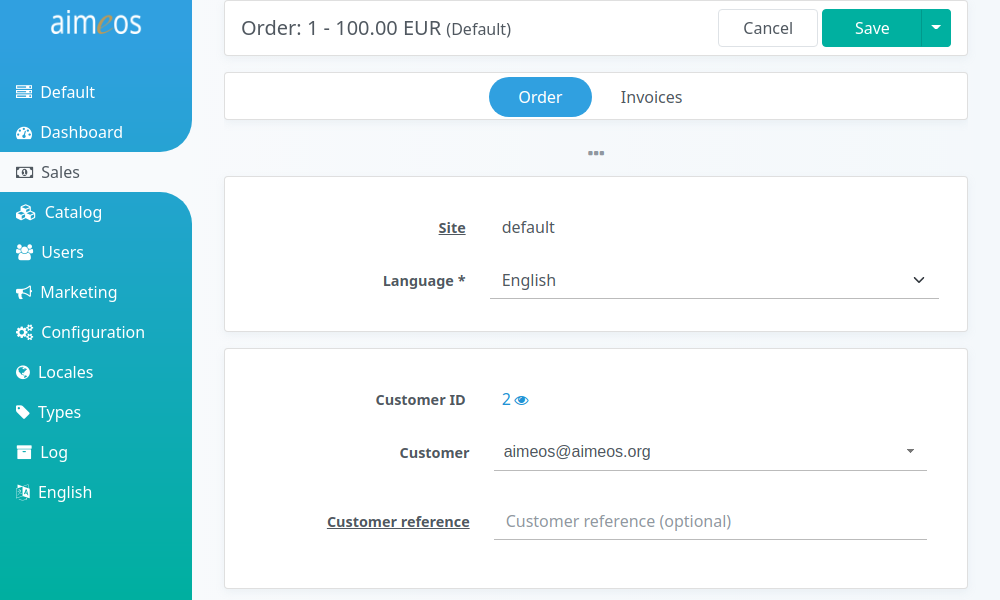 aimeos
Default
Dashboard
Sales
Catalog
Users
Marketing
Configuration
Locales
Types
Log
English
Order: 1 - 100.00 EUR (Default)
Cancel
Save
Order
Invoices
Site
default
Language *
English
Customer ID
2
Customer
aimeos@aimeos.org
Customer reference
Customer reference (optional)